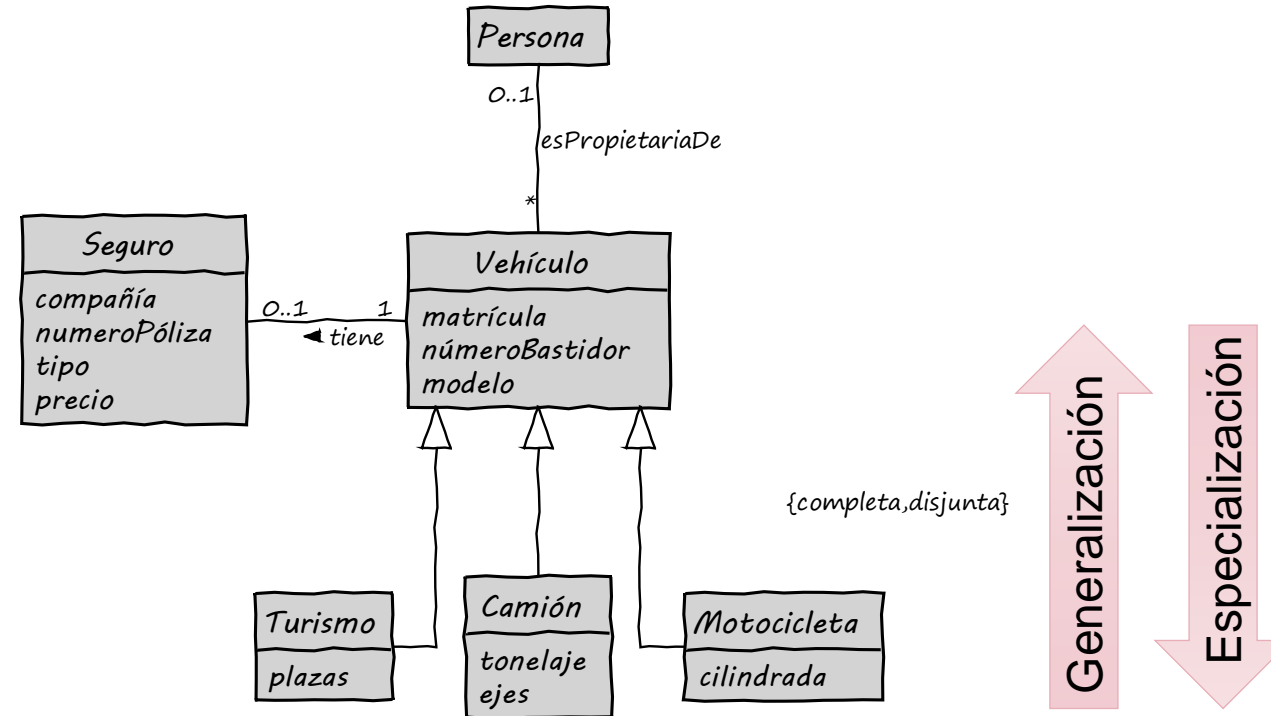 Persona
0..1
esPropietariaDe
*
Seguro
compañía
numeroPóliza
tipo
precio
0..1 1
tiene
Vehículo
matrícula
númeroBastidor
modelo
{completa,disjunta}
Turismo
plazas
Camión
tonelaje
ejes
Motocicleta
cilindrada
Generalización
Especialización